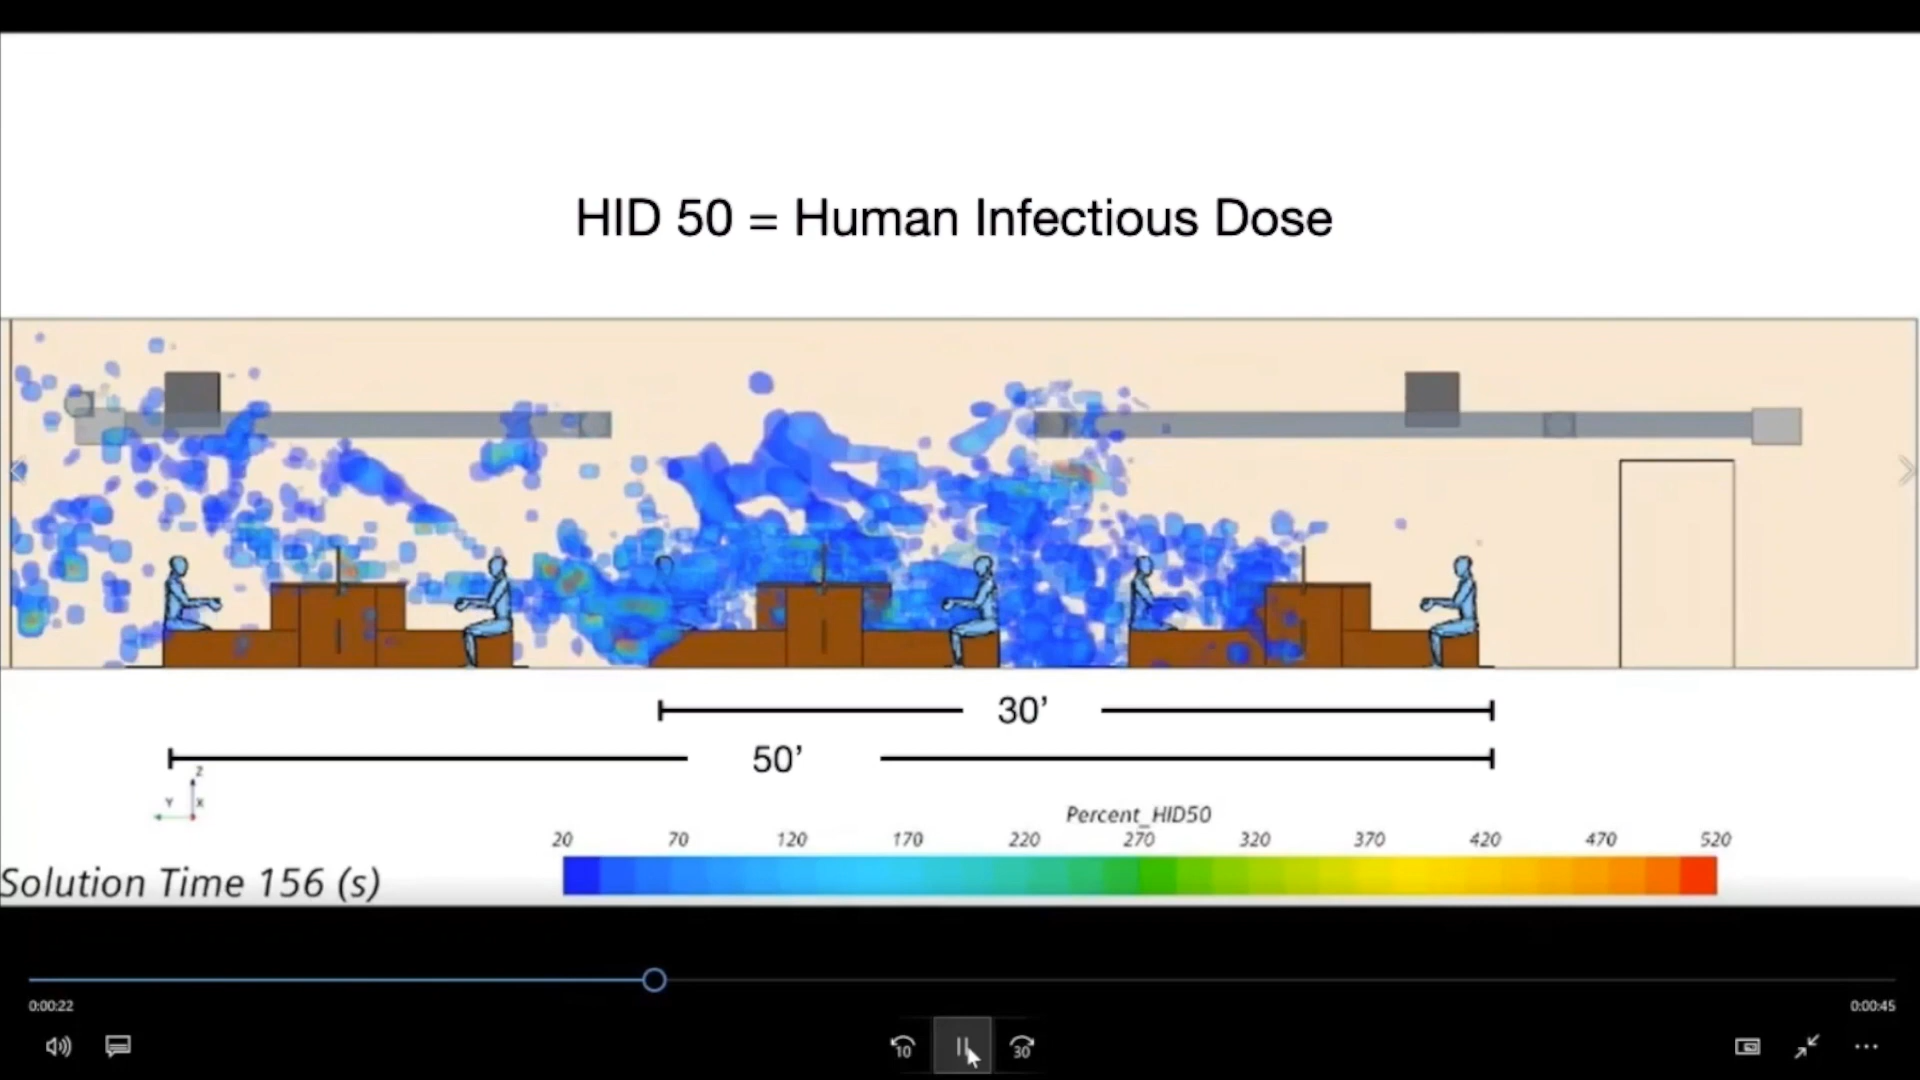 HID 50 = Human Infectious Dose
30’
50’
Z
Y X
Percent_HID50
20 70 120 170 220 270 320 370 420 470 520
Solution Time 156 (s)
0:00:22 0:00:45
10 30